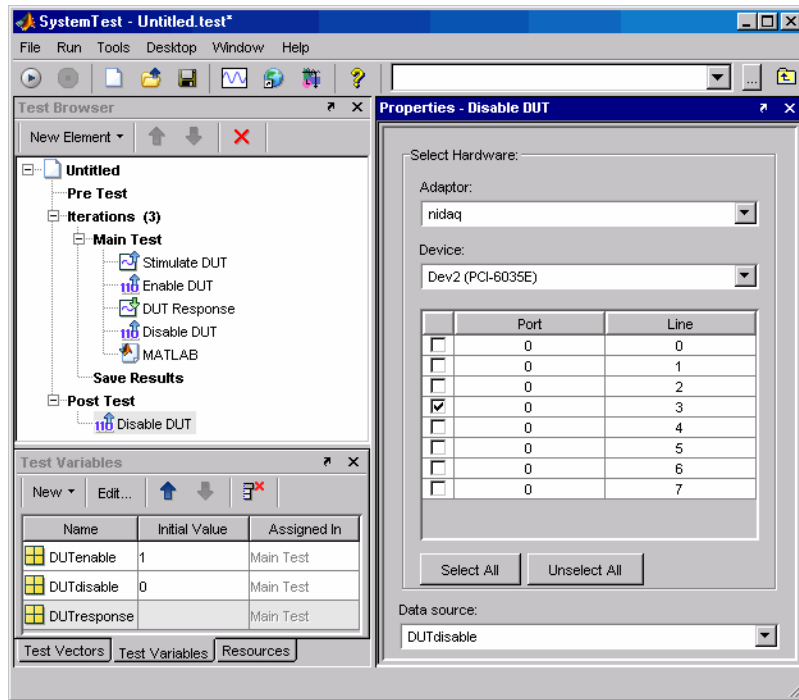 SystemTest - Untitled.test*
File Run Tools Desktop Window Help
...
Test Browser
New Element
Untitled
Pre Test
Iterations (3)
Main Test
Stimulate DUT
Enable DUT
DUT Response
Disable DUT
MATLAB
Save Results
Post Test
Disable DUT
Test Variables
New Edit...
Name Initial Value Assigned In
DUTenable 1 Main Test
DUTdisable 0 Main Test
DUTresponse Main Test
Test Vectors Test Variables Resources
Properties - Disable DUT
Select Hardware:
Adaptor:
nidaq
Device:
Dev2 (PCI-6035E)
Port Line
0 0
0 1
0 2
0 3
0 4
0 5
0 6
0 7
Select All Unselect All
Data source:
DUTdisable